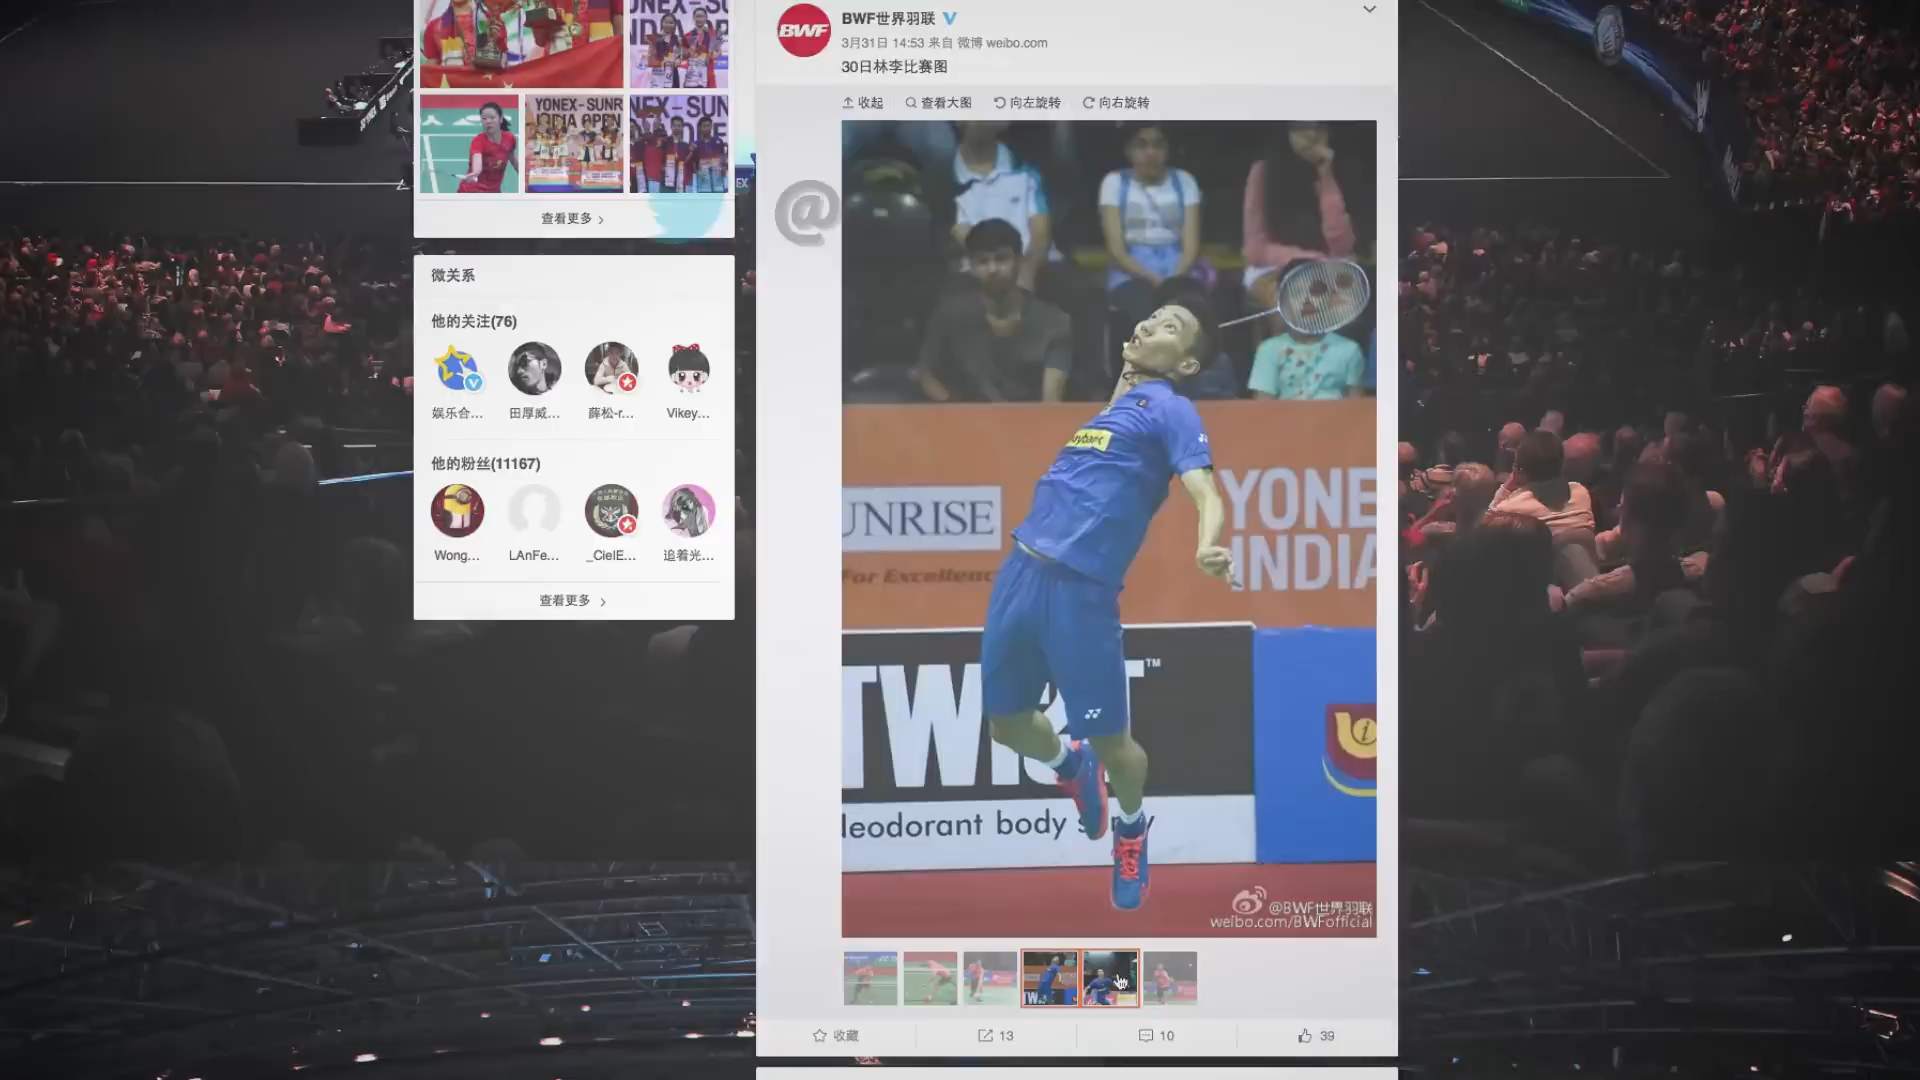 YONEX-SUNR
INDIA OPEN
查看更多
微关系
他的关注(76)
娱乐合...
田厚威...
薛松-r...
Vikey...
他的粉丝(11167)
Wong...
LAnFe...
_CielE...
追着光...
查看更多
BWF
BWF世界羽联
3月31日 14:53 来自 微博 weibo.com
30日林李比赛图
收起
查看大图
向左旋转
向右旋转
@
UNRISE
For Excellenc
YONE
INDIA
TWIST™
deodorant body spray
@BWF世界羽联
weibo.com/BWFofficial
收藏
13
10
39